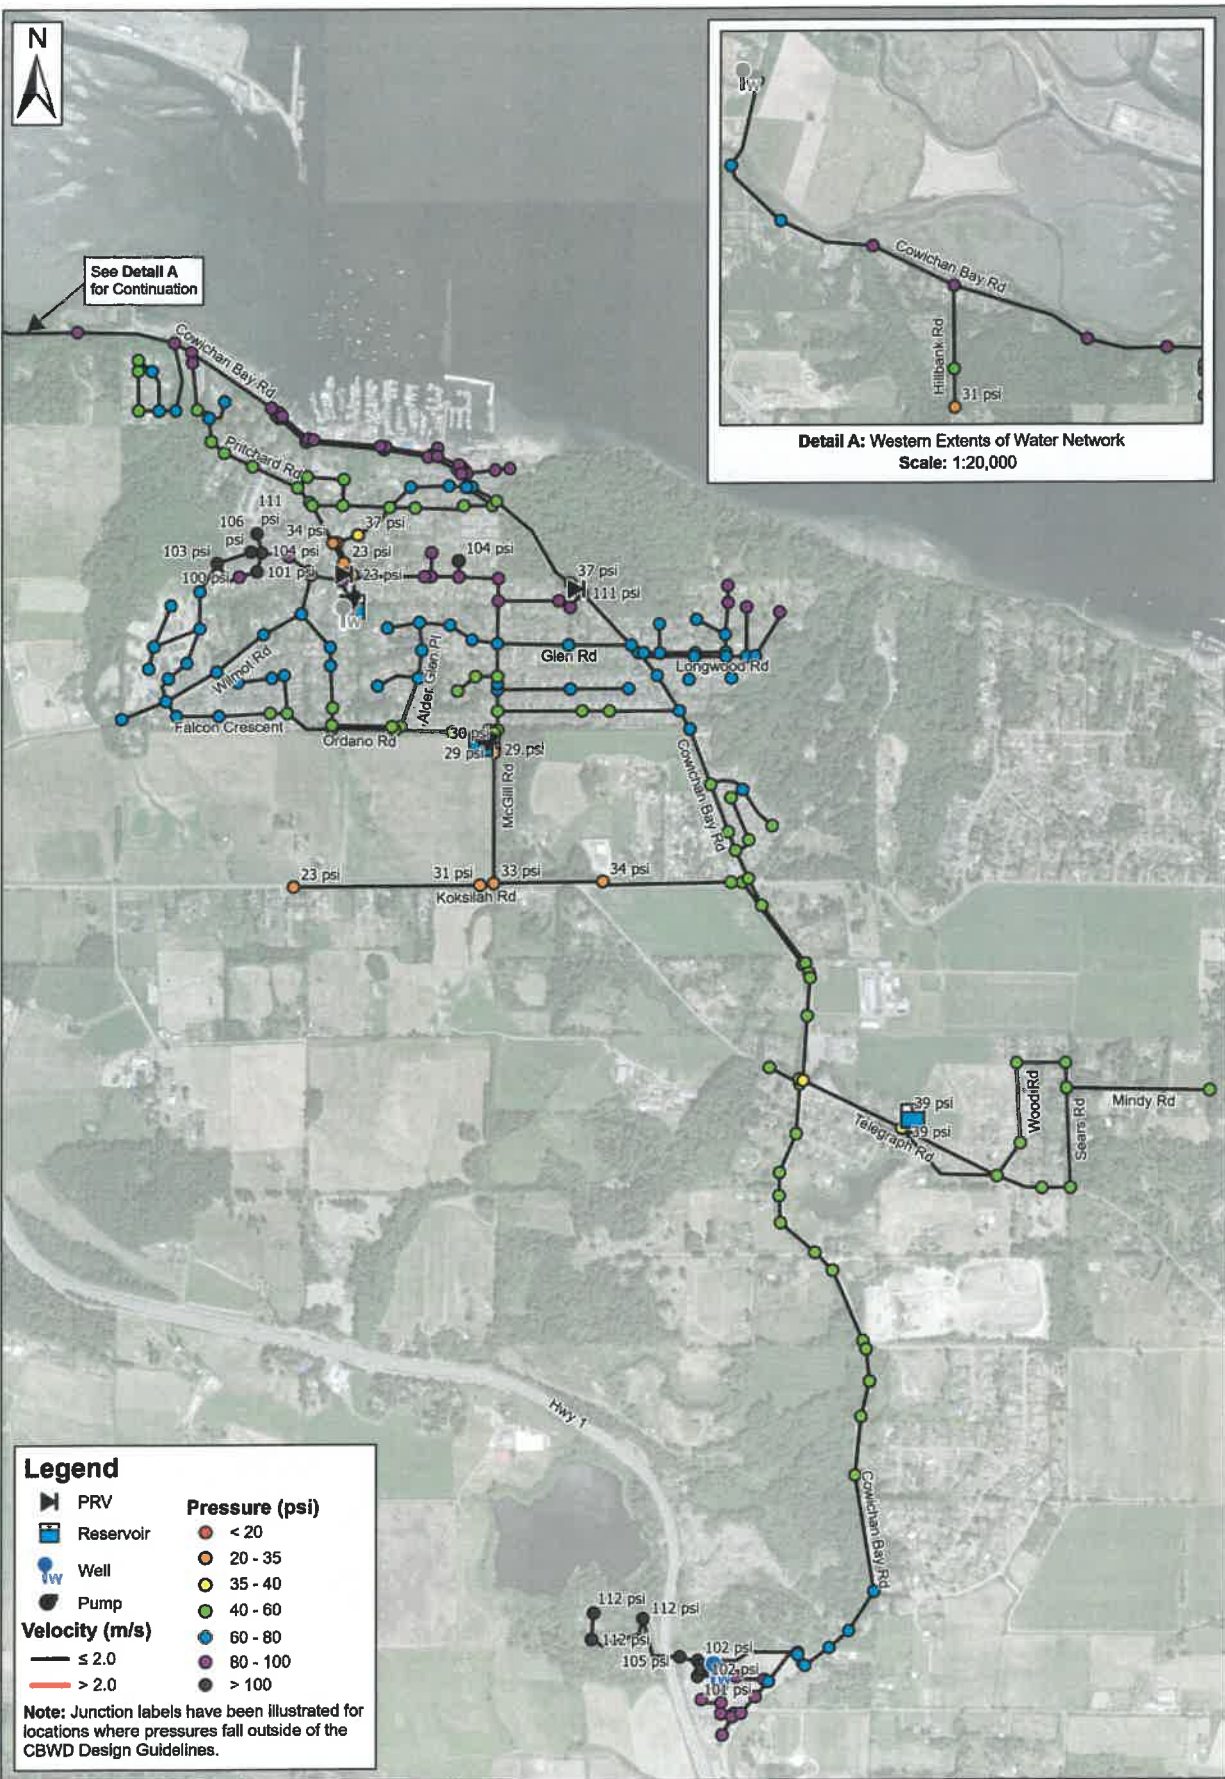 N
See Detail A
for Continuation
Cowichan Bay Rd
Hillbank Rd
31 psi
Detail A: Western Extents of Water Network
Scale: 1:20,000
Cowichan Bay Rd
Pritchard Rd
111
psi
106
psi
34 psi
37 psi
103 psi
104 psi
23 psi
104 psi
100 psi
101 psi
23 psi
37 psi
111 psi
W
Glen Rd
Longwood Rd
Wilmot Rd
Alder Glen Pl
Falcon Crescent
Ordano Rd
30 psi
29 psi
29 psi
McGill Rd
Cowichan Bay Rd
23 psi
31 psi
33 psi
34 psi
Koksilah Rd
39 psi
39 psi
Telegraph Rd
Wood Rd
Sears Rd
Mindy Rd
Hwy 1
Cowichan Bay Rd
112 psi
112 psi
112 psi
105 psi
102 psi
102 psi
101 psi
W
Legend
PRV
Reservoir
W
Well
Pump
Velocity (m/s)
≤ 2.0
> 2.0
Pressure (psi)
< 20
20 - 35
35 - 40
40 - 60
60 - 80
80 - 100
> 100
Note: Junction labels have been illustrated for
locations where pressures fall outside of the
CBWD Design Guidelines.